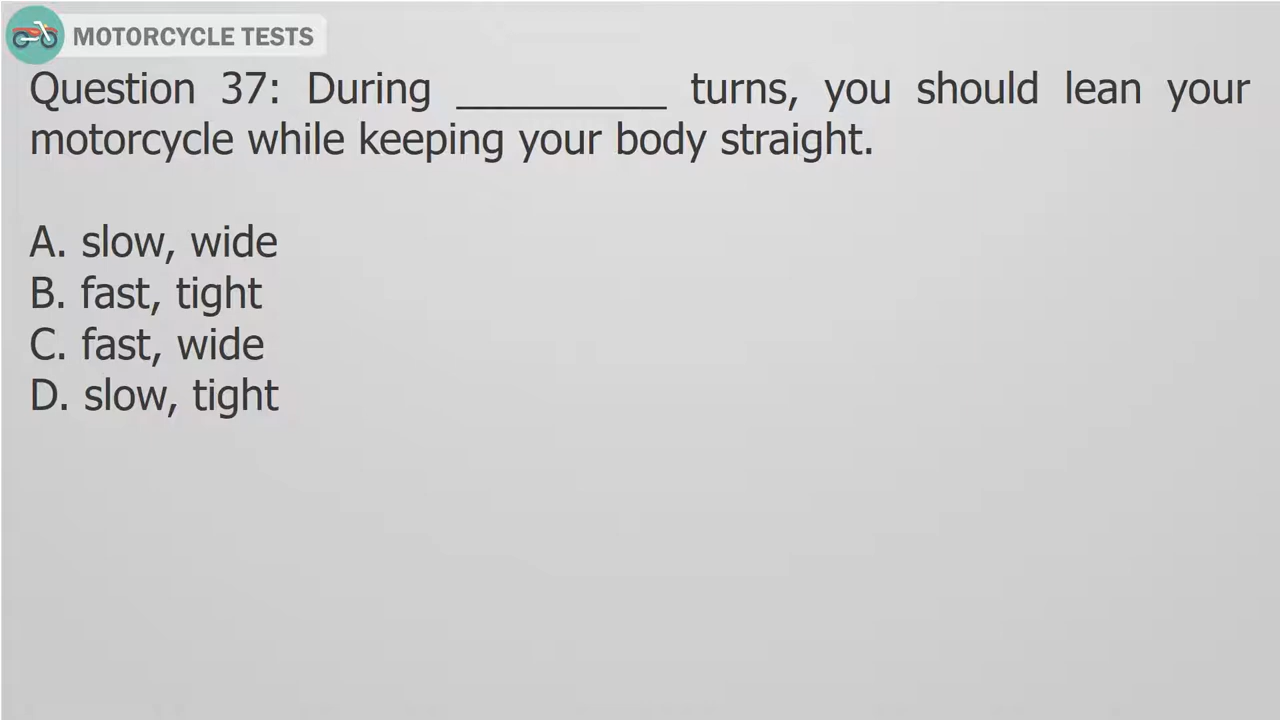 MOTORCYCLE TESTS
Question 37: During __________ turns, you should lean your
motorcycle while keeping your body straight.
A. slow, wide
B. fast, tight
C. fast, wide
D. slow, tight